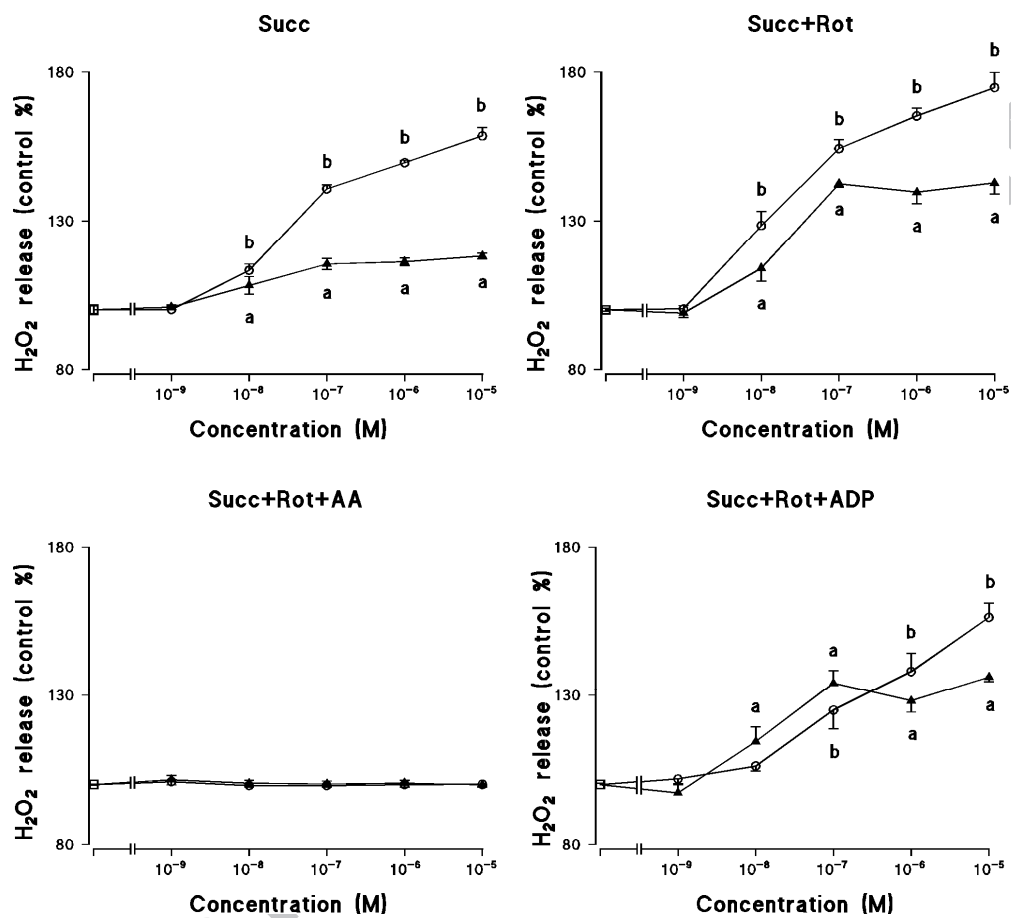 Succ
H₂O₂ release (control %)
180
130
80
b
b
b
b
a
a
a
a
10⁻⁹ 10⁻⁸ 10⁻⁷ 10⁻⁶ 10⁻⁵
Concentration (M)
Succ+Rot
H₂O₂ release (control %)
180
130
80
b
b
b
b
a
a
a
a
10⁻⁹ 10⁻⁸ 10⁻⁷ 10⁻⁶ 10⁻⁵
Concentration (M)
Succ+Rot+AA
H₂O₂ release (control %)
180
130
80
10⁻⁹ 10⁻⁸ 10⁻⁷ 10⁻⁶ 10⁻⁵
Concentration (M)
Succ+Rot+ADP
H₂O₂ release (control %)
180
130
80
b
b
a
a
a
b
a
10⁻⁹ 10⁻⁸ 10⁻⁷ 10⁻⁶ 10⁻⁵
Concentration (M)